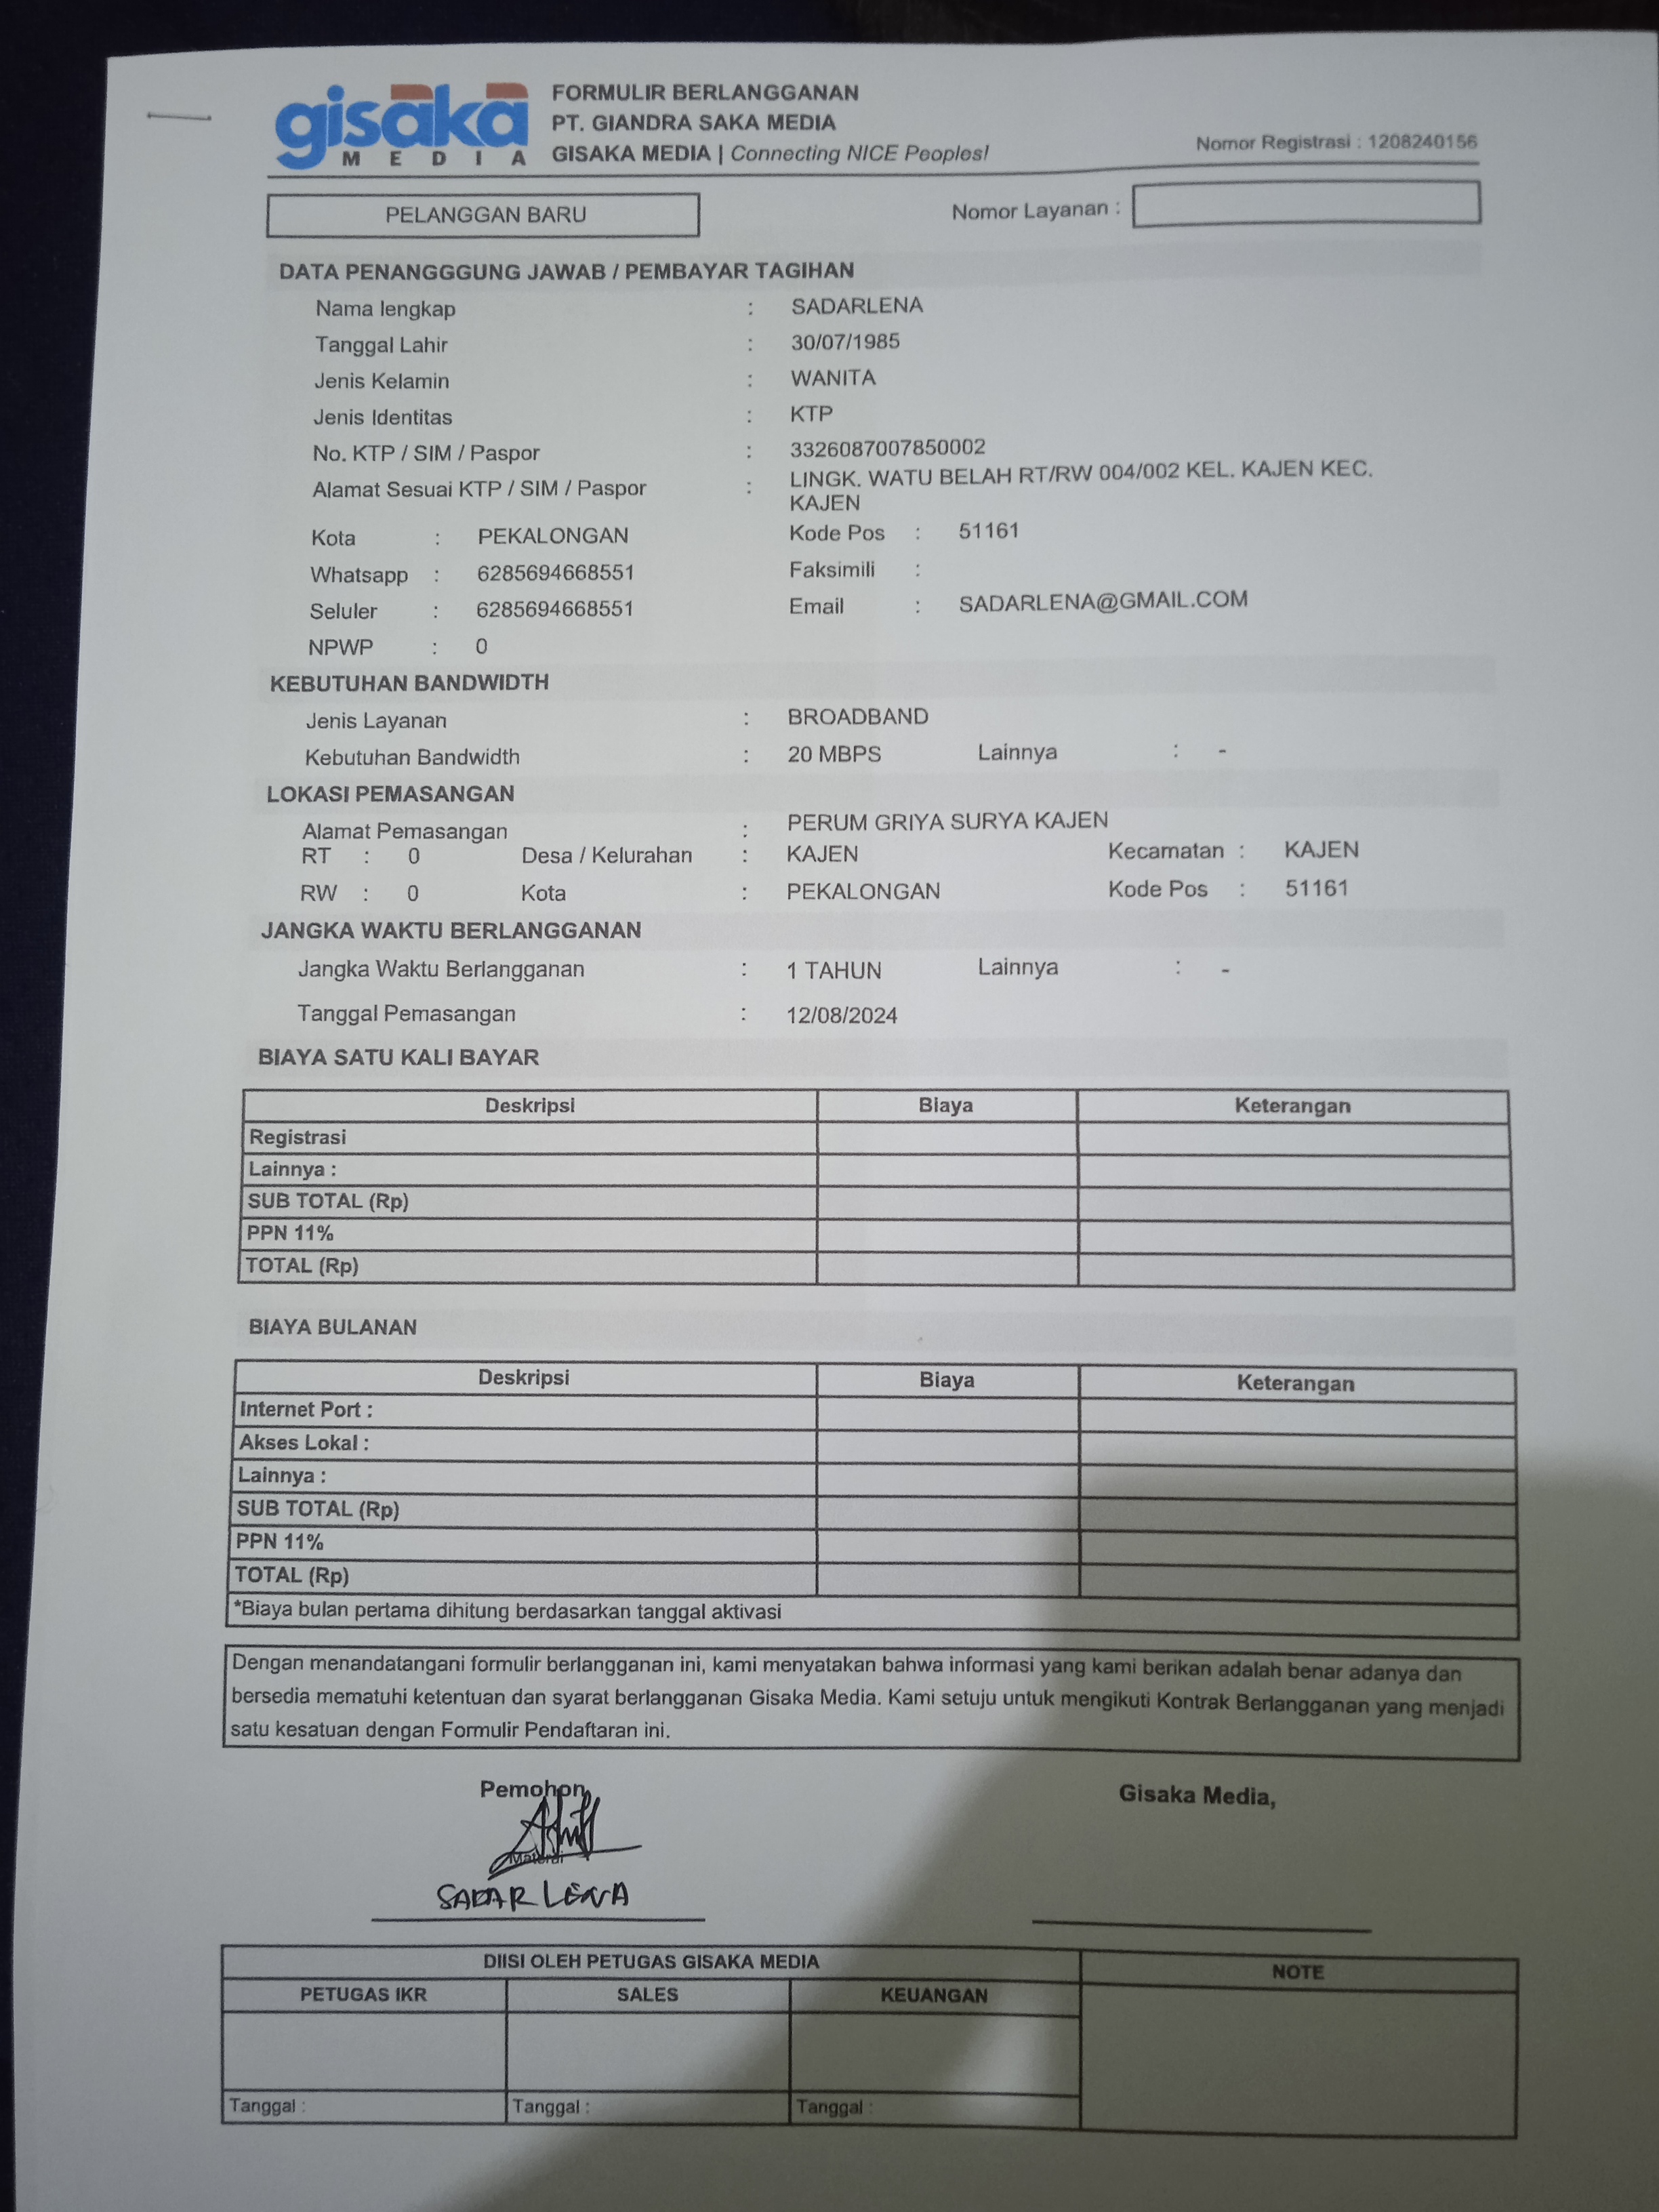 gisaka
MEDIA
FORMULIR BERLANGGANAN
PT. GIANDRA SAKA MEDIA
GISAKA MEDIA | Connecting NICE Peoples!
Nomor Registrasi : 1208240156
PELANGGAN BARU
Nomor Layanan :
DATA PENANGGGUNG JAWAB / PEMBAYAR TAGIHAN
Nama lengkap : SADARLENA
Tanggal Lahir : 30/07/1985
Jenis Kelamin : WANITA
Jenis Identitas : KTP
No. KTP / SIM / Paspor : 3326087007850002
Alamat Sesuai KTP / SIM / Paspor : LINGK. WATU BELAH RT/RW 004/002 KEL. KAJEN KEC.
KAJEN
Kota : PEKALONGAN Kode Pos : 51161
Whatsapp : 6285694668551 Faksimili :
Seluler : 6285694668551 Email : SADARLENA@GMAIL.COM
NPWP : 0
KEBUTUHAN BANDWIDTH
Jenis Layanan : BROADBAND
Kebutuhan Bandwidth : 20 MBPS Lainnya : -
LOKASI PEMASANGAN
Alamat Pemasangan : PERUM GRIYA SURYA KAJEN
RT : 0 Desa / Kelurahan : KAJEN Kecamatan : KAJEN
RW : 0 Kota : PEKALONGAN Kode Pos : 51161
JANGKA WAKTU BERLANGGANAN
Jangka Waktu Berlangganan : 1 TAHUN Lainnya : -
Tanggal Pemasangan : 12/08/2024
BIAYA SATU KALI BAYAR
Deskripsi Biaya Keterangan
Registrasi
Lainnya :
SUB TOTAL (Rp)
PPN 11%
TOTAL (Rp)
BIAYA BULANAN
Deskripsi Biaya Keterangan
Internet Port :
Akses Lokal :
Lainnya :
SUB TOTAL (Rp)
PPN 11%
TOTAL (Rp)
*Biaya bulan pertama dihitung berdasarkan tanggal aktivasi
Dengan menandatangani formulir berlangganan ini, kami menyatakan bahwa informasi yang kami berikan adalah benar adanya dan
bersedia mematuhi ketentuan dan syarat berlangganan Gisaka Media. Kami setuju untuk mengikuti Kontrak Berlangganan yang menjadi
satu kesatuan dengan Formulir Pendaftaran ini.
Pemohon, Gisaka Media,
Materai
SADAR LENA
DIISI OLEH PETUGAS GISAKA MEDIA NOTE
PETUGAS IKR SALES KEUANGAN
Tanggal : Tanggal : Tanggal :